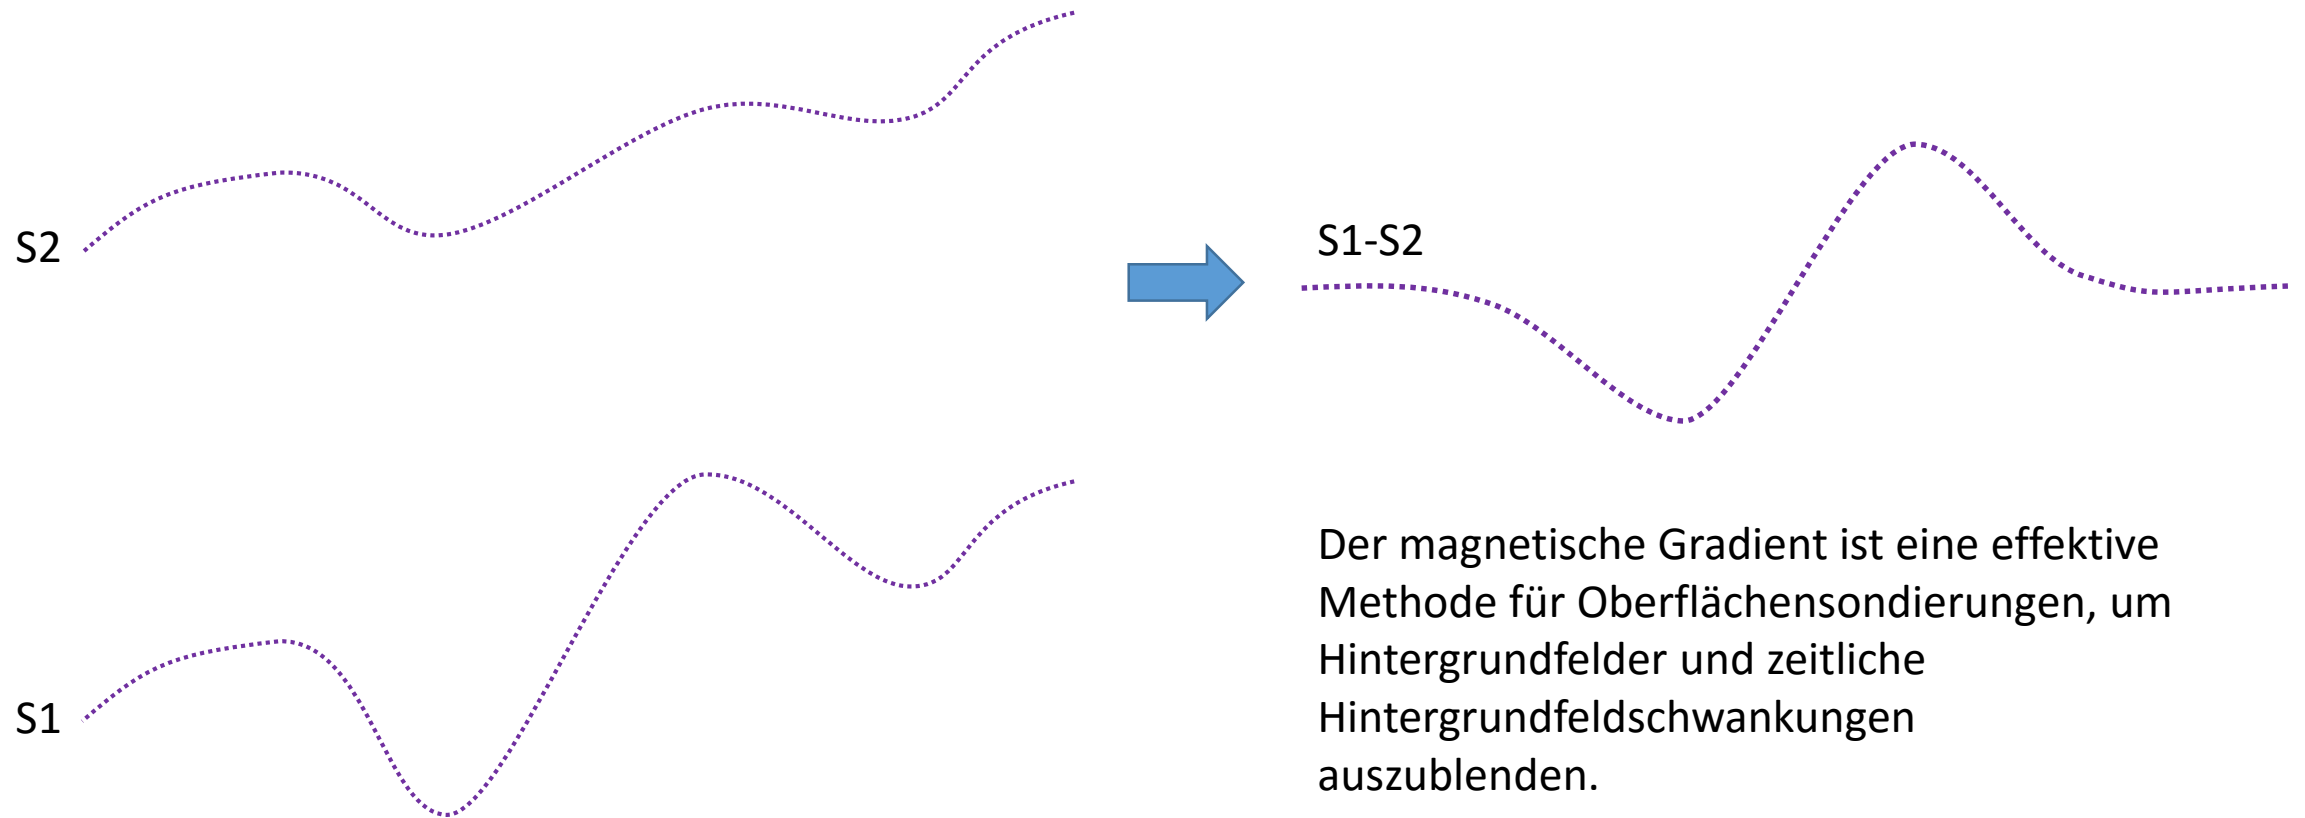 S2
S1
S1-S2
Der magnetische Gradient ist eine effektive
Methode für Oberflächensondierungen, um
Hintergrundfelder und zeitliche
Hintergrundfeldschwankungen
auszublenden.